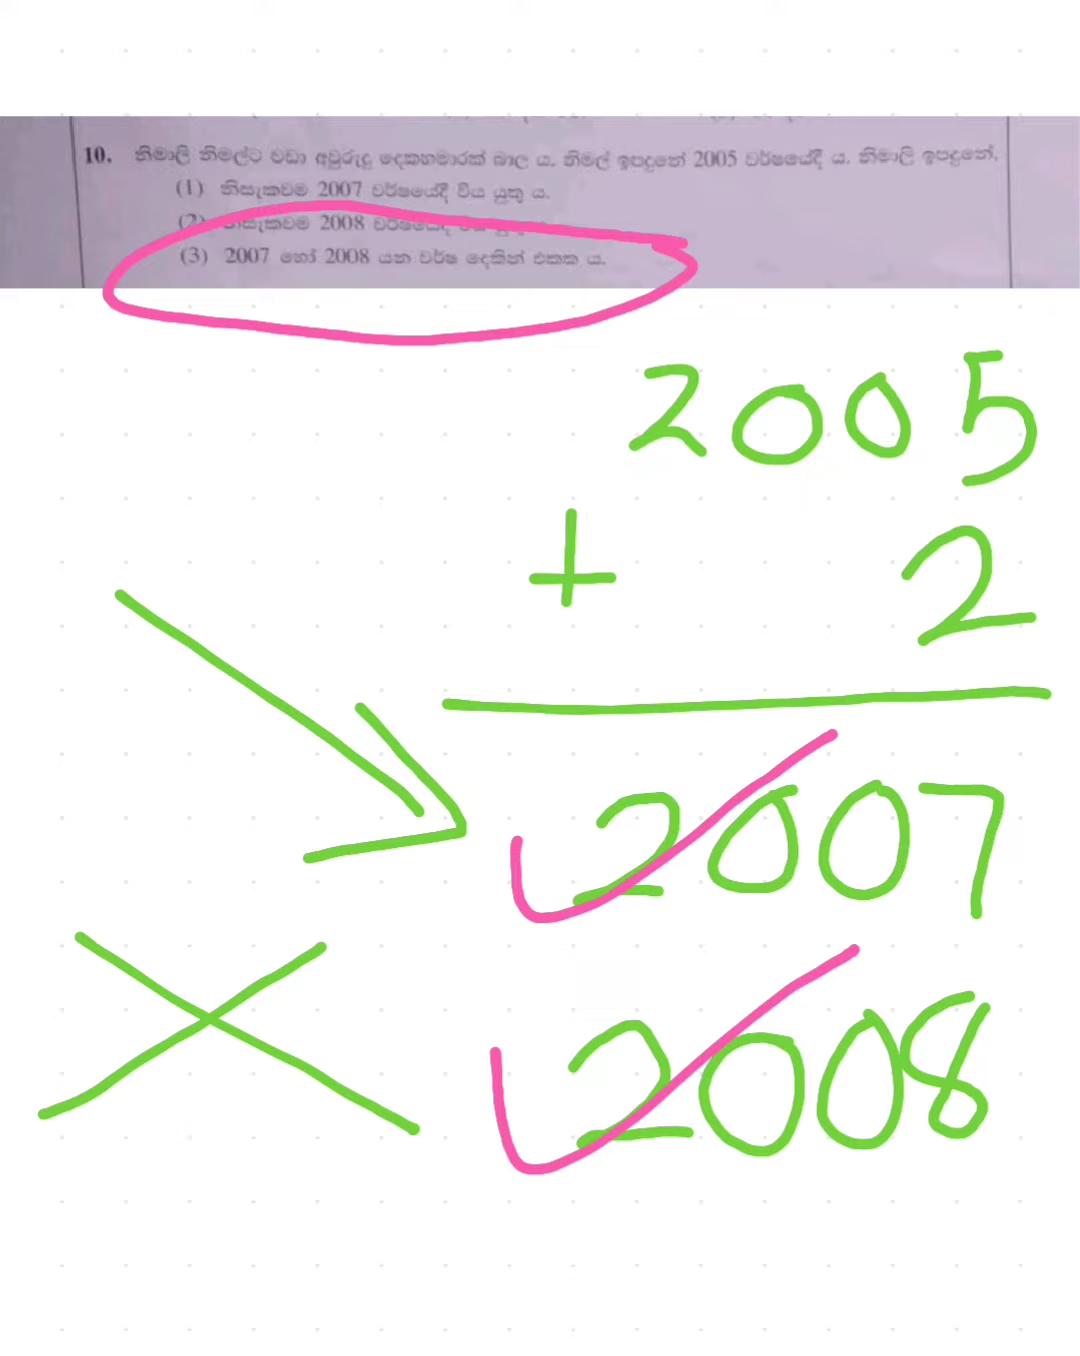 10. නිමාලි නිමල්ට වඩා අවුරුදු දෙකහමාරක් බාල ය. නිමල් ඉපදුනේ 2005 වර්ෂයේදී ය. නිමාලි ඉපදුනේ,
(1) නිසැකවම 2007 වර්ෂයේදී විය යුතු ය.
(2) නිසැකවම 2008 වර්ෂයේදී
(3) 2007 හෝ 2008 යන වර්ෂ දෙකින් එකක ය.
2005
+ 2
2007
2008